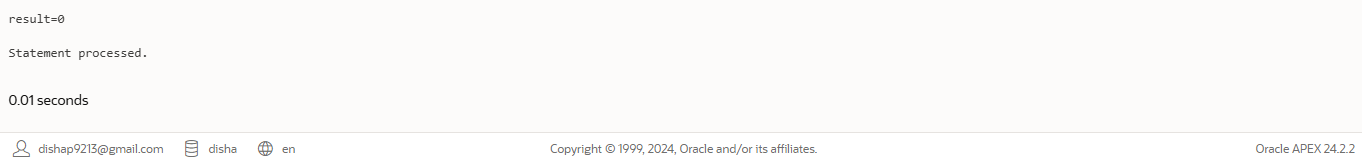 result=0
Statement processed.
0.01 seconds
dishap9213@gmail.com disha en Copyright © 1999, 2024, Oracle and/or its affiliates. Oracle APEX 24.2.2